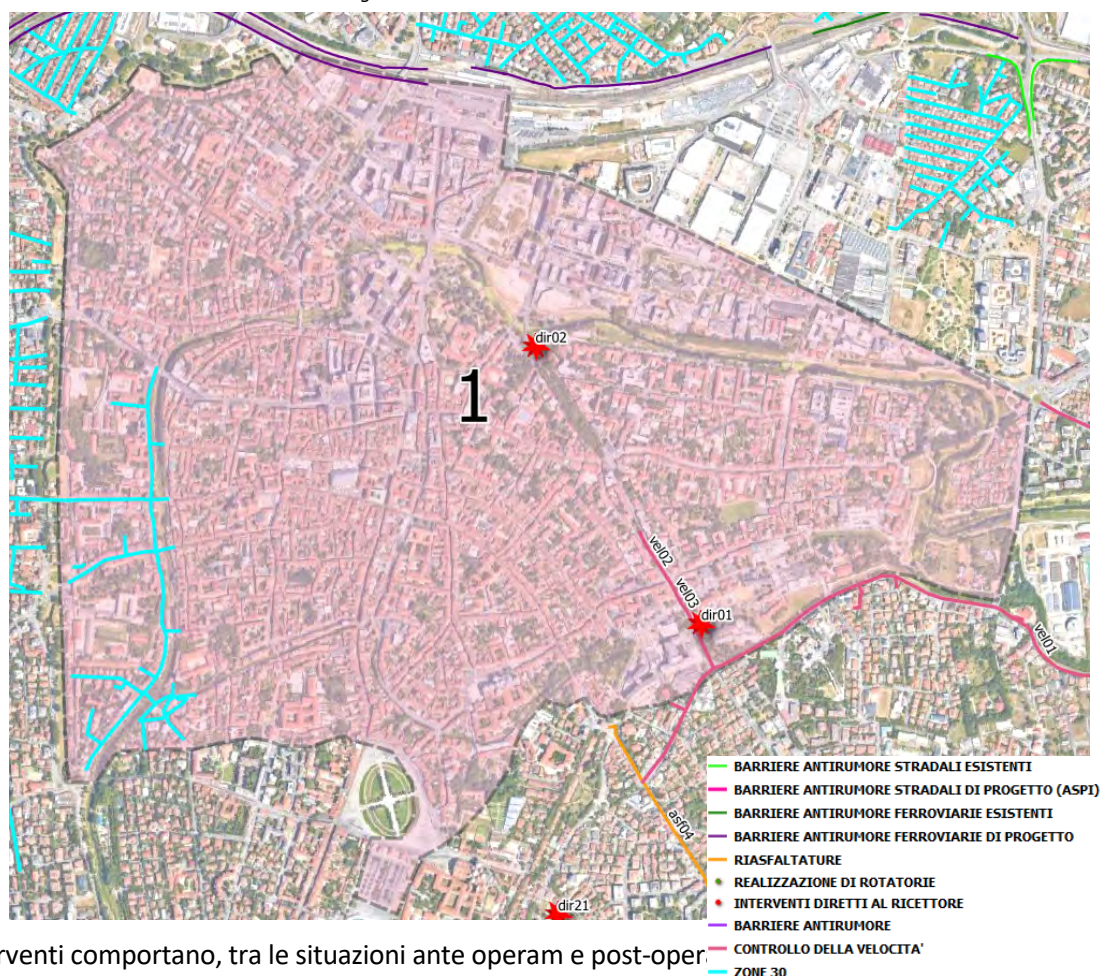 dir02
1
vel02
vel03
dir01
vel01
asf04
dir21
BARRIERE ANTIRUMORE STRADALI ESISTENTI
BARRIERE ANTIRUMORE STRADALI DI PROGETTO (ASPI)
BARRIERE ANTIRUMORE FERROVIARIE ESISTENTI
BARRIERE ANTIRUMORE FERROVIARIE DI PROGETTO
RIASFALTATURE
REALIZZAZIONE DI ROTATORIE
INTERVENTI DIRETTI AL RICETTORE
BARRIERE ANTIRUMORE
CONTROLLO DELLA VELOCITA'
ZONE 30
rventi comportano, tra le situazioni ante operam e post-oper